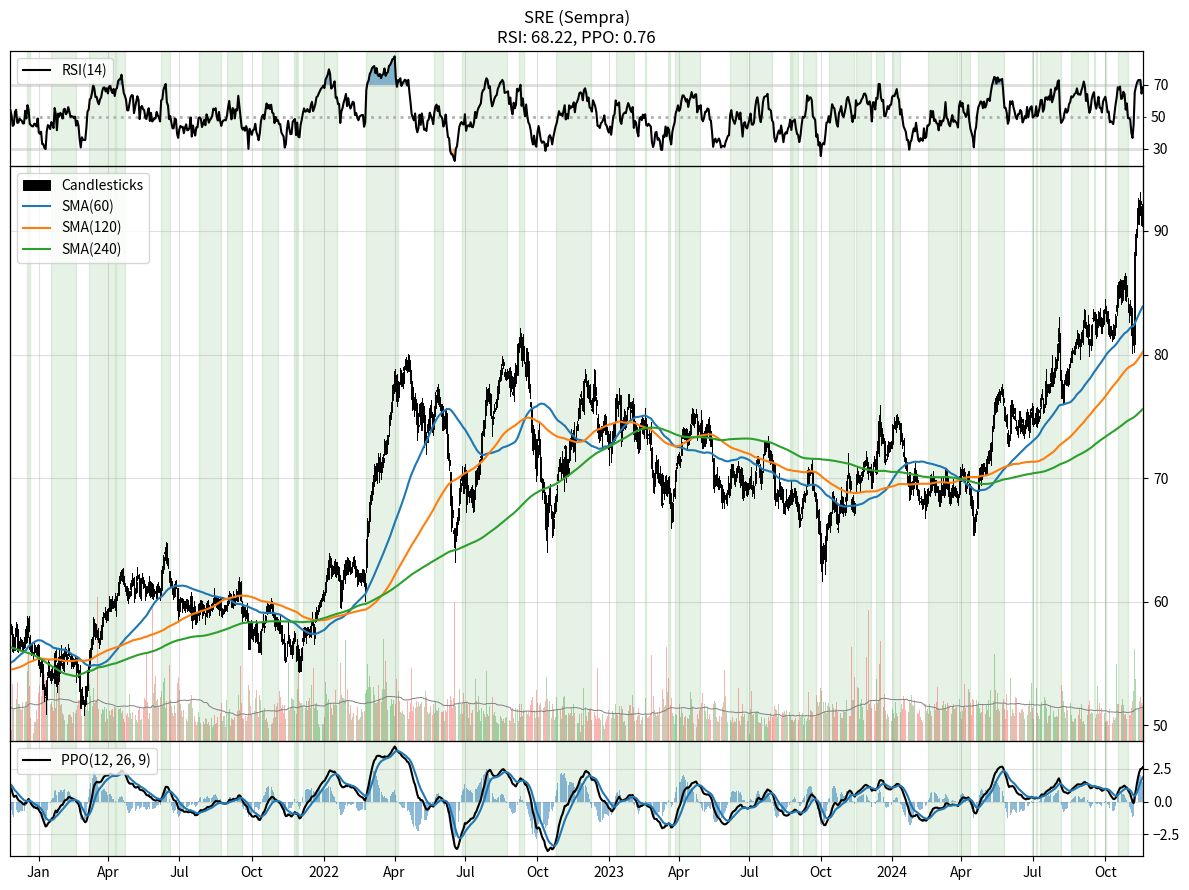 SRE (Sempra)
RSI: 68.22, PPO: 0.76
RSI(14)
70
50
30
Candlesticks
SMA(60)
SMA(120)
SMA(240)
90
80
70
60
50
PPO(12, 26, 9)
2.5
0.0
−2.5
Jan Apr Jul Oct 2022 Apr Jul Oct 2023 Apr Jul Oct 2024 Apr Jul Oct